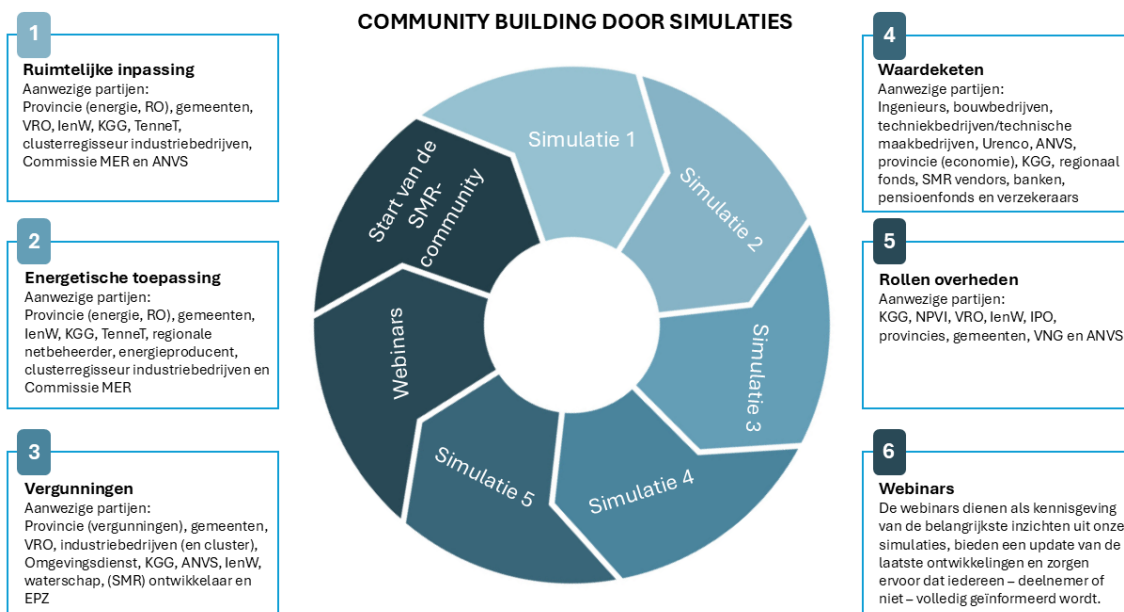 COMMUNITY BUILDING DOOR SIMULATIES
1
Ruimtelijke inpassing
Aanwezige partijen:
Provincie (energie, RO), gemeenten,
VRO, IenW, KGG, TenneT,
clusterregisseur industriebedrijven,
Commissie MER en ANVS
2
Energetische toepassing
Aanwezige partijen:
Provincie (energie, RO), gemeenten,
IenW, KGG, TenneT, regionale
netbeheerder, energieproducent,
clusterregisseur industriebedrijven en
Commissie MER
3
Vergunningen
Aanwezige partijen:
Provincie (vergunningen), gemeenten,
VRO, industriebedrijven (en cluster),
Omgevingsdienst, KGG, ANVS, IenW,
waterschap, (SMR) ontwikkelaar en
EPZ
Simulatie 1
Simulatie 2
Simulatie 3
Simulatie 4
Simulatie 5
Webinars
Start van de
SMR-
community
4
Waardeketen
Aanwezige partijen:
Ingenieurs, bouwbedrijven,
techniekbedrijven/technische
maakbedrijven, Urenco, ANVS,
provincie (economie), KGG, regionaal
fonds, SMR vendors, banken,
pensioenfonds en verzekeraars
5
Rollen overheden
Aanwezige partijen:
KGG, NPVI, VRO, IenW, IPO,
provincies, gemeenten, VNG en ANVS
6
Webinars
De webinars dienen als kennisgeving
van de belangrijkste inzichten uit onze
simulaties, bieden een update van de
laatste ontwikkelingen en zorgen
ervoor dat iedereen – deelnemer of
niet – volledig geïnformeerd wordt.